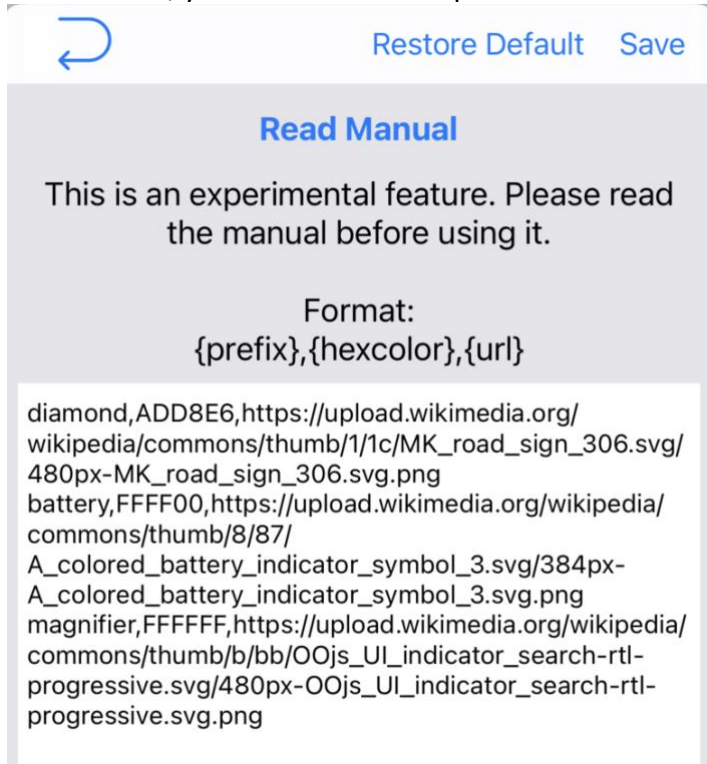 Restore Default Save
Read Manual
This is an experimental feature. Please read
the manual before using it.
Format:
{prefix},{hexcolor},{url}
diamond,ADD8E6,https://upload.wikimedia.org/
wikipedia/commons/thumb/1/1c/MK_road_sign_306.svg/
480px-MK_road_sign_306.svg.png
battery,FFFF00,https://upload.wikimedia.org/wikipedia/
commons/thumb/8/87/
A_colored_battery_indicator_symbol_3.svg/384px-
A_colored_battery_indicator_symbol_3.svg.png
magnifier,FFFFFF,https://upload.wikimedia.org/wikipedia/
commons/thumb/b/bb/OOjs_UI_indicator_search-rtl-
progressive.svg/480px-OOjs_UI_indicator_search-rtl-
progressive.svg.png